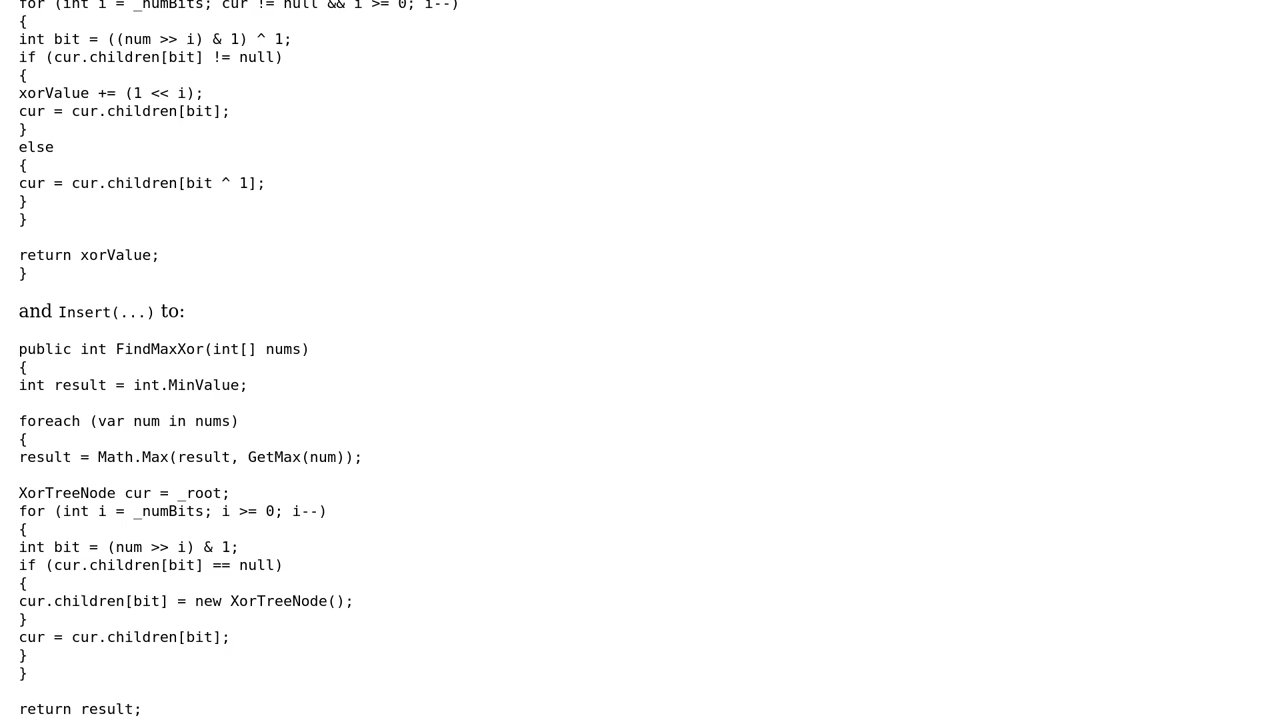 for (int i = _numBits; cur != null && i >= 0; i--)
{
int bit = ((num >> i) & 1) ^ 1;
if (cur.children[bit] != null)
{
xorValue += (1 << i);
cur = cur.children[bit];
}
else
{
cur = cur.children[bit ^ 1];
}
}
return xorValue;
}
and Insert(...) to:
public int FindMaxXor(int[] nums)
{
int result = int.MinValue;
foreach (var num in nums)
{
result = Math.Max(result, GetMax(num));
XorTreeNode cur = _root;
for (int i = _numBits; i >= 0; i--)
{
int bit = (num >> i) & 1;
if (cur.children[bit] == null)
{
cur.children[bit] = new XorTreeNode();
}
cur = cur.children[bit];
}
}
return result;